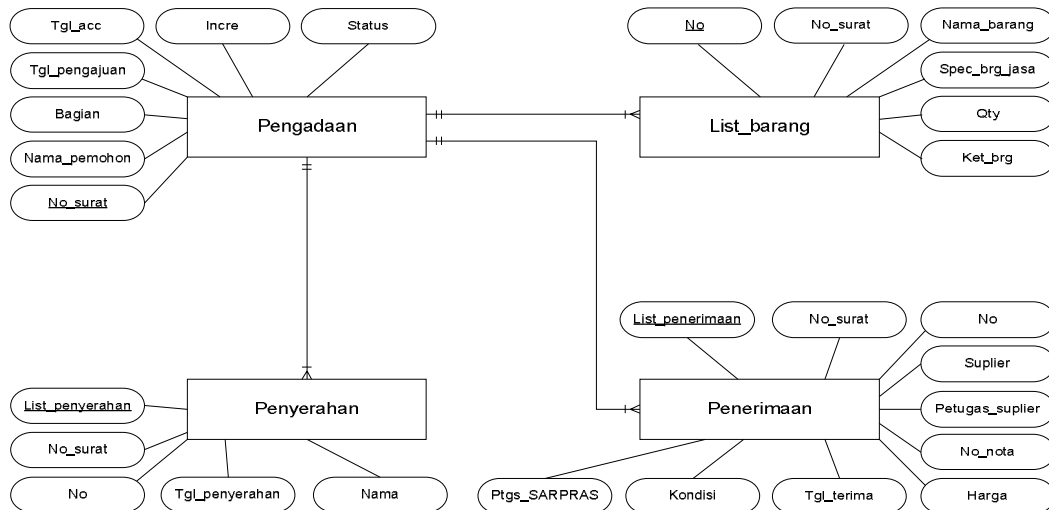 Tgl_acc
Incre
Status
Tgl_pengajuan
Bagian
Nama_pemohon
No_surat
Pengadaan
No
No_surat
Nama_barang
Spec_brg_jasa
Qty
Ket_brg
List_barang
List_penyerahan
No_surat
No
Tgl_penyerahan
Nama
Penyerahan
List_penerimaan
No_surat
No
Suplier
Petugas_suplier
No_nota
Harga
Penerimaan
Ptgs_SARPRAS
Kondisi
Tgl_terima